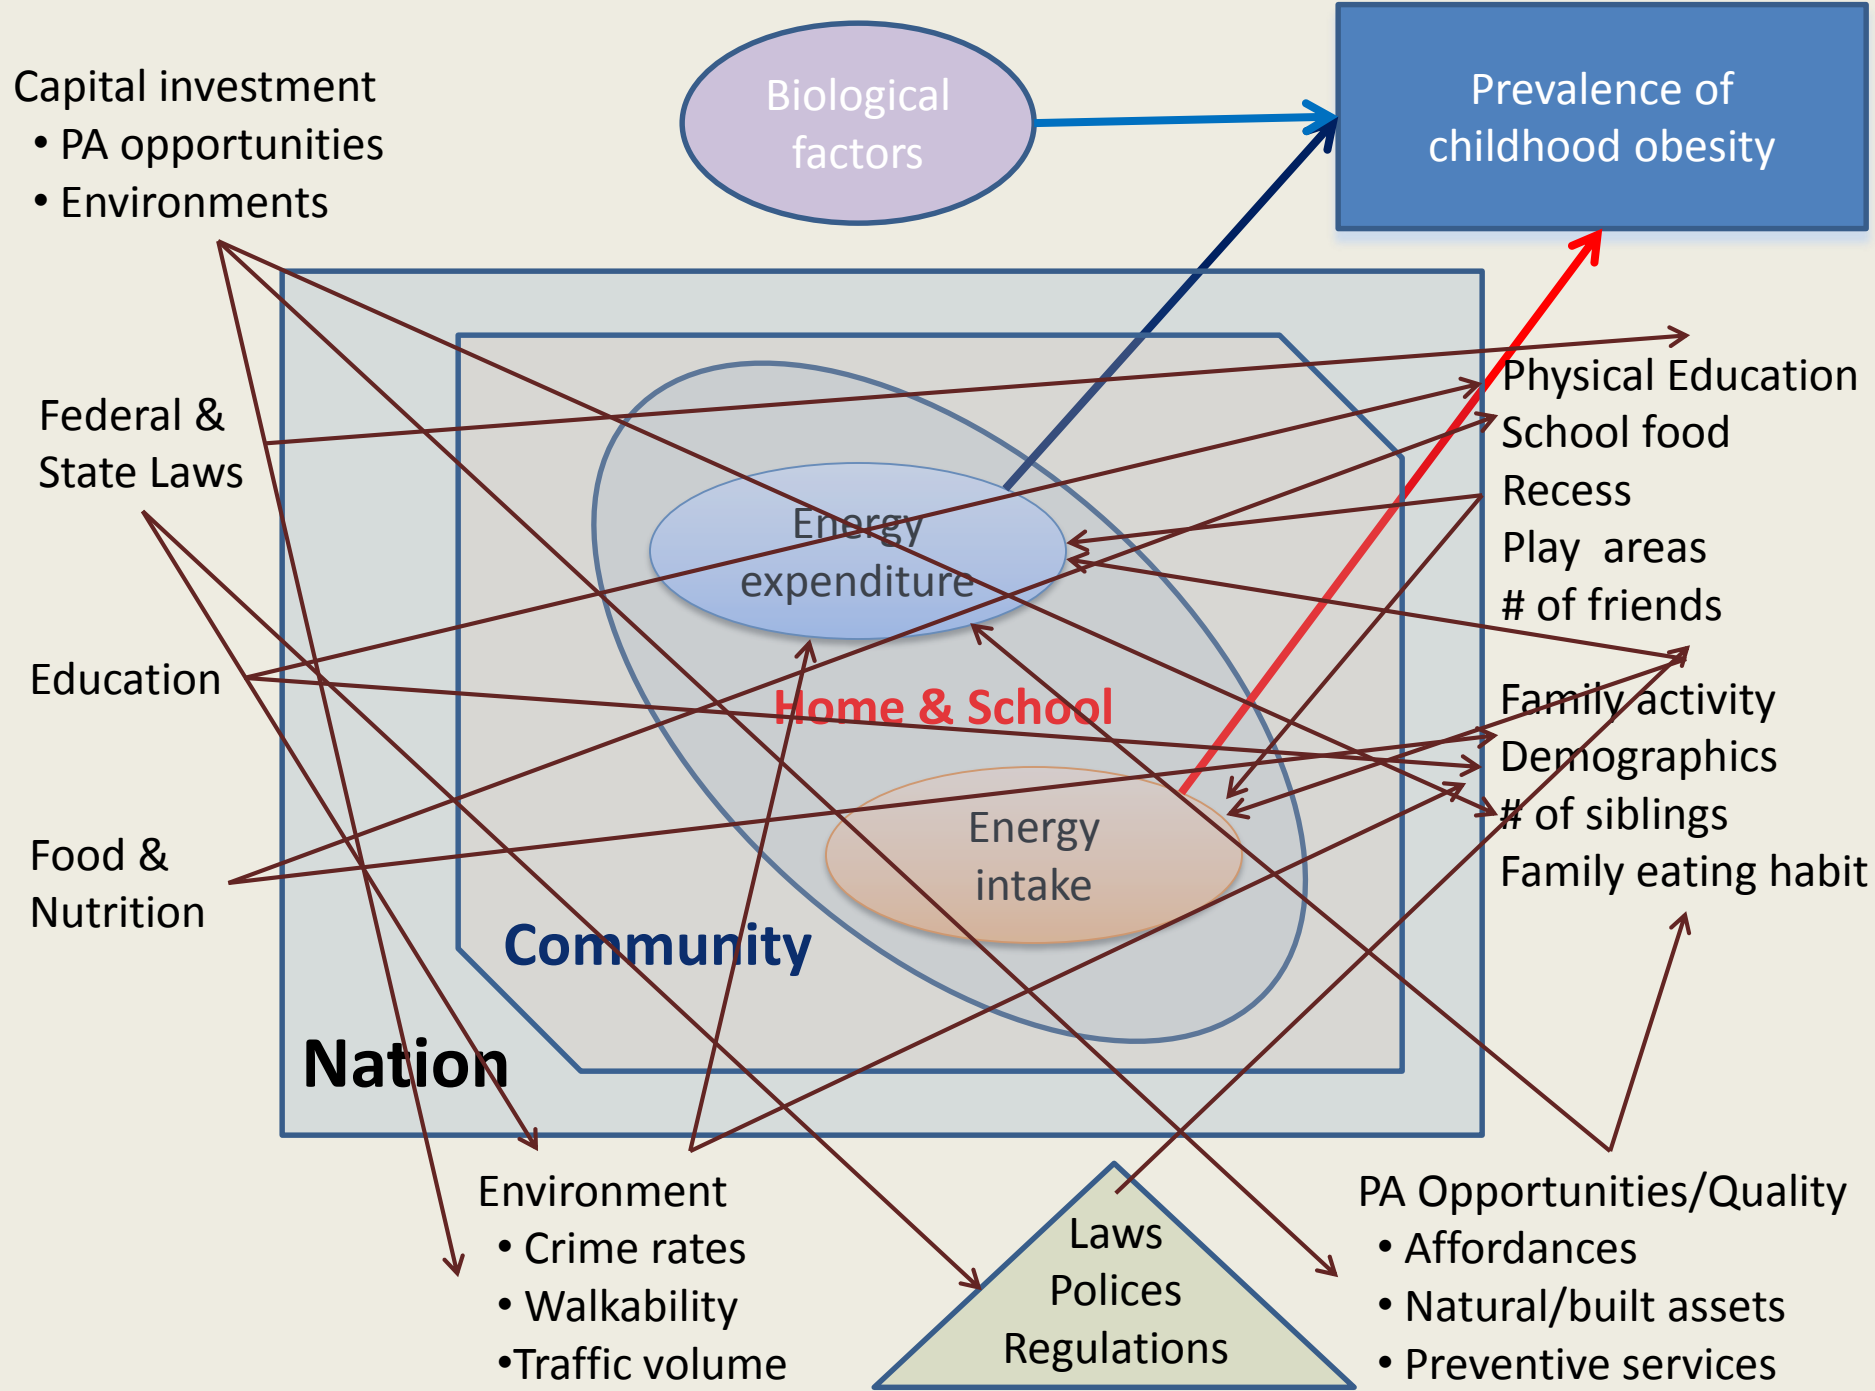 Capital investment
• PA opportunities
• Environments
Biological
factors
Prevalence of
childhood obesity
Federal &
State Laws
Education
Food &
Nutrition
Energy
expenditure
Home & School
Energy
intake
Community
Nation
Physical Education
School food
Recess
Play areas
# of friends
Family activity
Demographics
# of siblings
Family eating habit
Environment
• Crime rates
• Walkability
•Traffic volume
Laws
Polices
Regulations
PA Opportunities/Quality
• Affordances
• Natural/built assets
• Preventive services